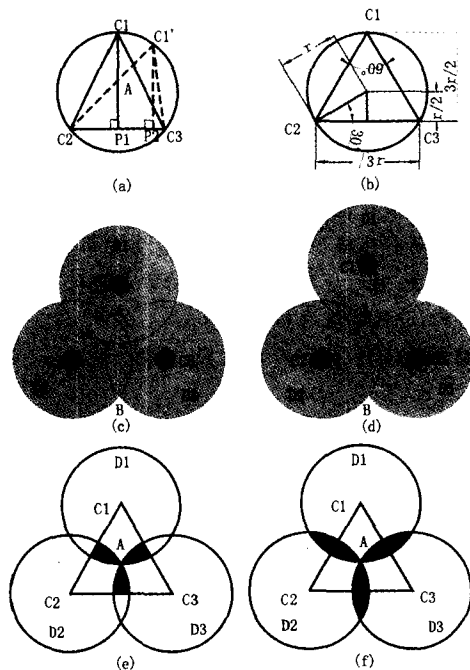 C1
C1'
A
C2
P1
P2
C3
(a)
C1
r
60°
3r/2
r/2
C2
30
C3
√3r
(b)
B
(c)
B
(d)
D1
C1
A
C2
C3
D2
D3
(e)
D1
C1
A
C2
C3
D2
D3
(f)